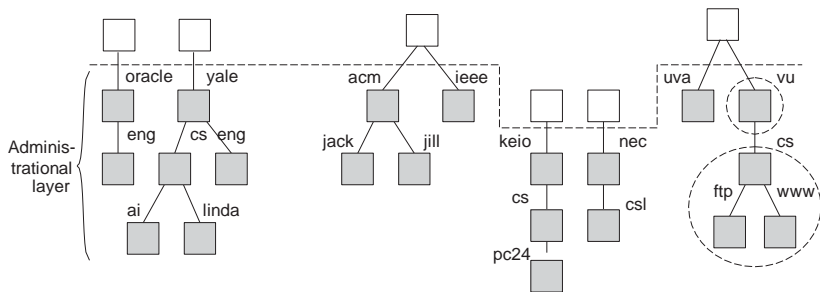 oracle yale acm ieee uva vu
eng cs eng jack jill keio nec cs
Adminis-
trational
layer
ai linda cs csl ftp www
pc24